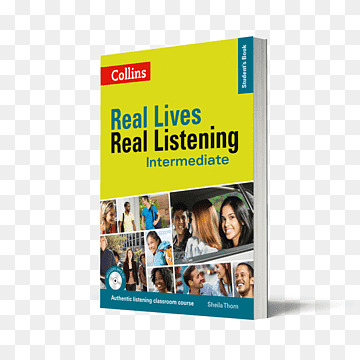 Collins
Student's Book
Real Lives
Real Listening
Intermediate
Authentic listening classroom course
Sheila Thorn